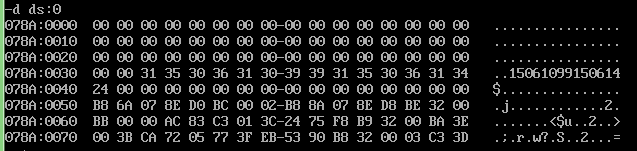 -d ds:0
078A:0000 00 00 00 00 00 00 00 00-00 00 00 00 00 00 00 00 ................
078A:0010 00 00 00 00 00 00 00 00-00 00 00 00 00 00 00 00 ................
078A:0020 00 00 00 00 00 00 00 00-00 00 00 00 00 00 00 00 ................
078A:0030 00 00 31 35 30 36 31 30-39 39 31 35 30 36 31 34 ..15061099150614
078A:0040 24 00 00 00 00 00 00 00-00 00 00 00 00 00 00 00 $...............
078A:0050 B8 6A 07 8E D0 BC 00 02-B8 8A 07 8E D8 BE 32 00 .j............2.
078A:0060 BB 00 00 AC 83 C3 01 3C-24 75 F8 B9 32 00 BA 3E .......<$u..2..>
078A:0070 00 3B CA 72 05 77 3F EB-53 90 B8 32 00 03 C3 3D .;.r.w?.S..2...=